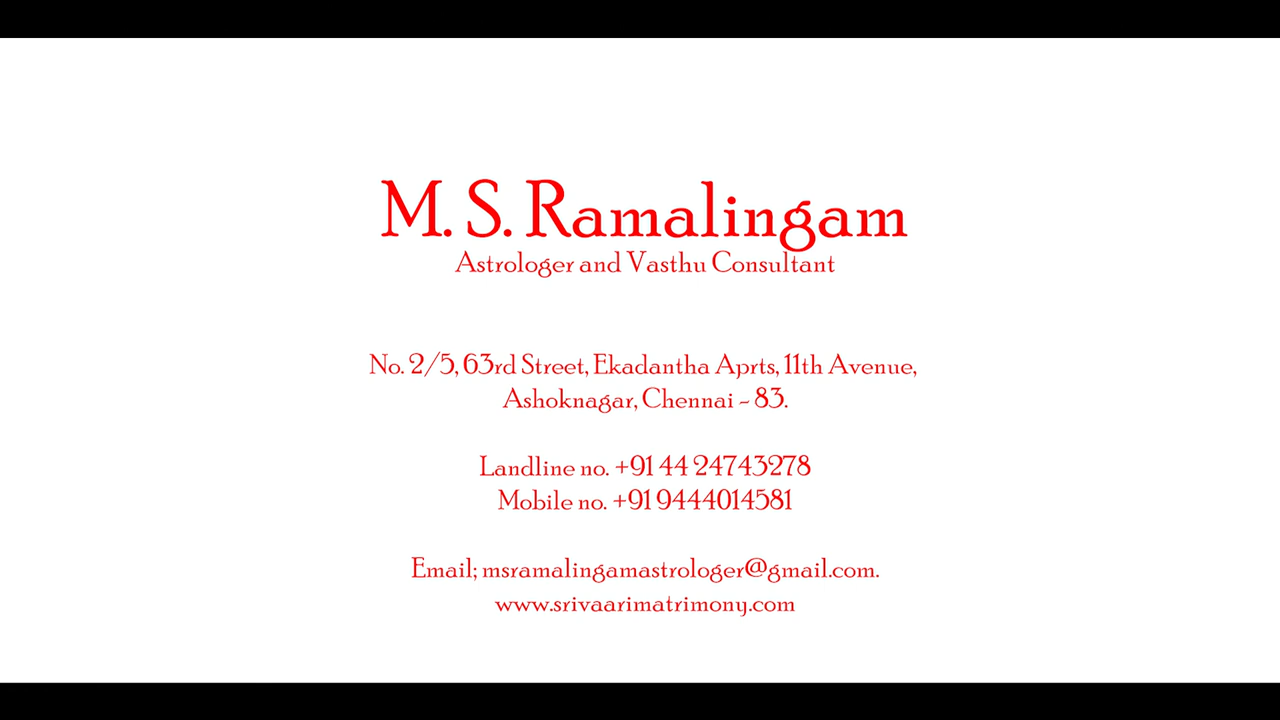 M. S. Ramalingam
Astrologer and Vasthu Consultant
No. 2/5, 63rd Street, Ekadantha Aprts, 11th Avenue,
Ashoknagar, Chennai - 83.
Landline no. +91 44 24743278
Mobile no. +91 9444014581
Email; msramalingamastrologer@gmail.com.
www.srivaarimatrimony.com